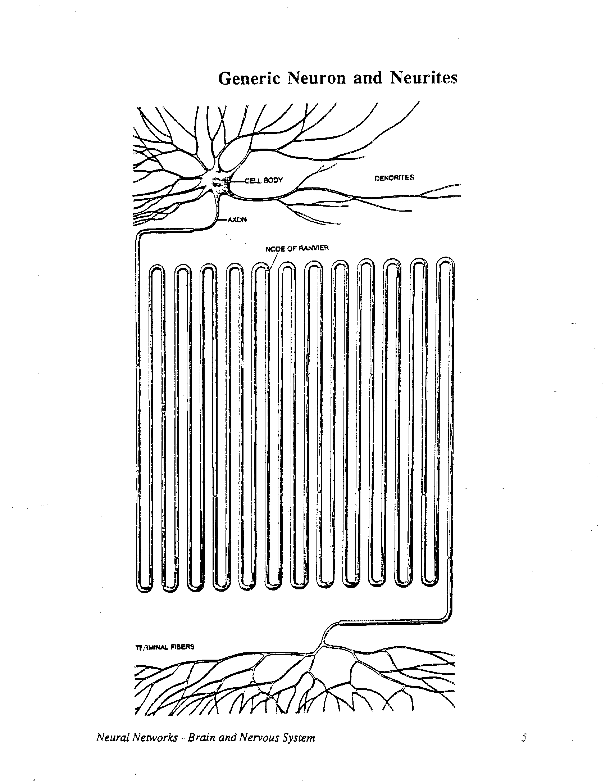 Generic Neuron and Neurites
CELL BODY
DENDRITES
AXON
NODE OF RANVIER
TERMINAL FIBERS
Neural Networks - Brain and Nervous System
5